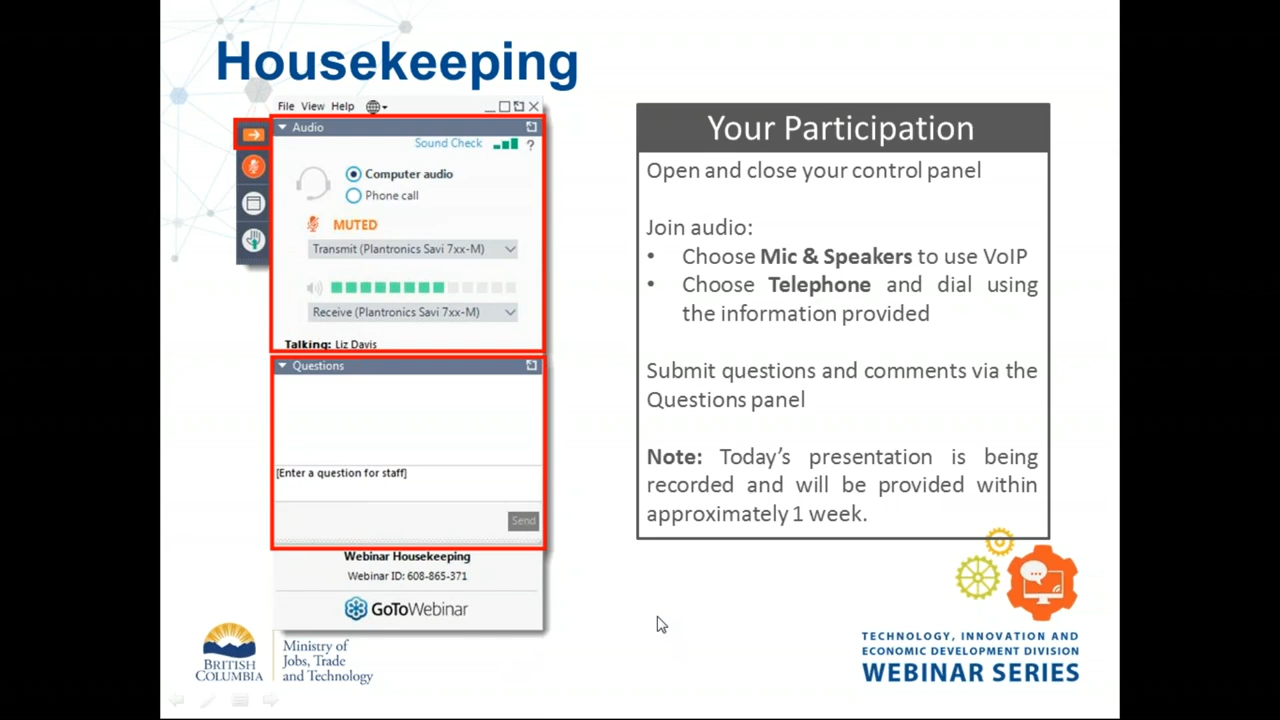 Housekeeping
File View Help
Audio
Sound Check
?
Computer audio
Phone call
MUTED
Transmit (Plantronics Savi 7xx-M)
Receive (Plantronics Savi 7xx-M)
Talking: Liz Davis
Questions
[Enter a question for staff]
Send
Webinar Housekeeping
Webinar ID: 608-865-371
GoToWebinar
Your Participation
Open and close your control panel
Join audio:
• Choose Mic & Speakers to use VoIP
• Choose Telephone and dial using
the information provided
Submit questions and comments via the
Questions panel
Note: Today's presentation is being
recorded and will be provided within
approximately 1 week.
BRITISH
COLUMBIA
Ministry of
Jobs, Trade
and Technology
TECHNOLOGY, INNOVATION AND
ECONOMIC DEVELOPMENT DIVISION
WEBINAR SERIES